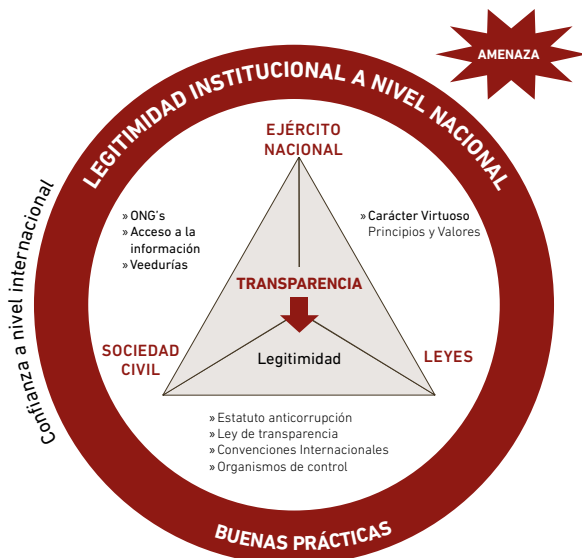 AMENAZA
LEGITIMIDAD INSTITUCIONAL A NIVEL NACIONAL
Confianza a nivel internacional
EJÉRCITO
NACIONAL
» ONG's
» Acceso a la
información
» Veedurías
» Carácter Virtuoso
Principios y Valores
TRANSPARENCIA
SOCIEDAD
CIVIL
Legitimidad
LEYES
» Estatuto anticorrupción
» Ley de transparencia
» Convenciones Internacionales
» Organismos de control
BUENAS PRÁCTICAS